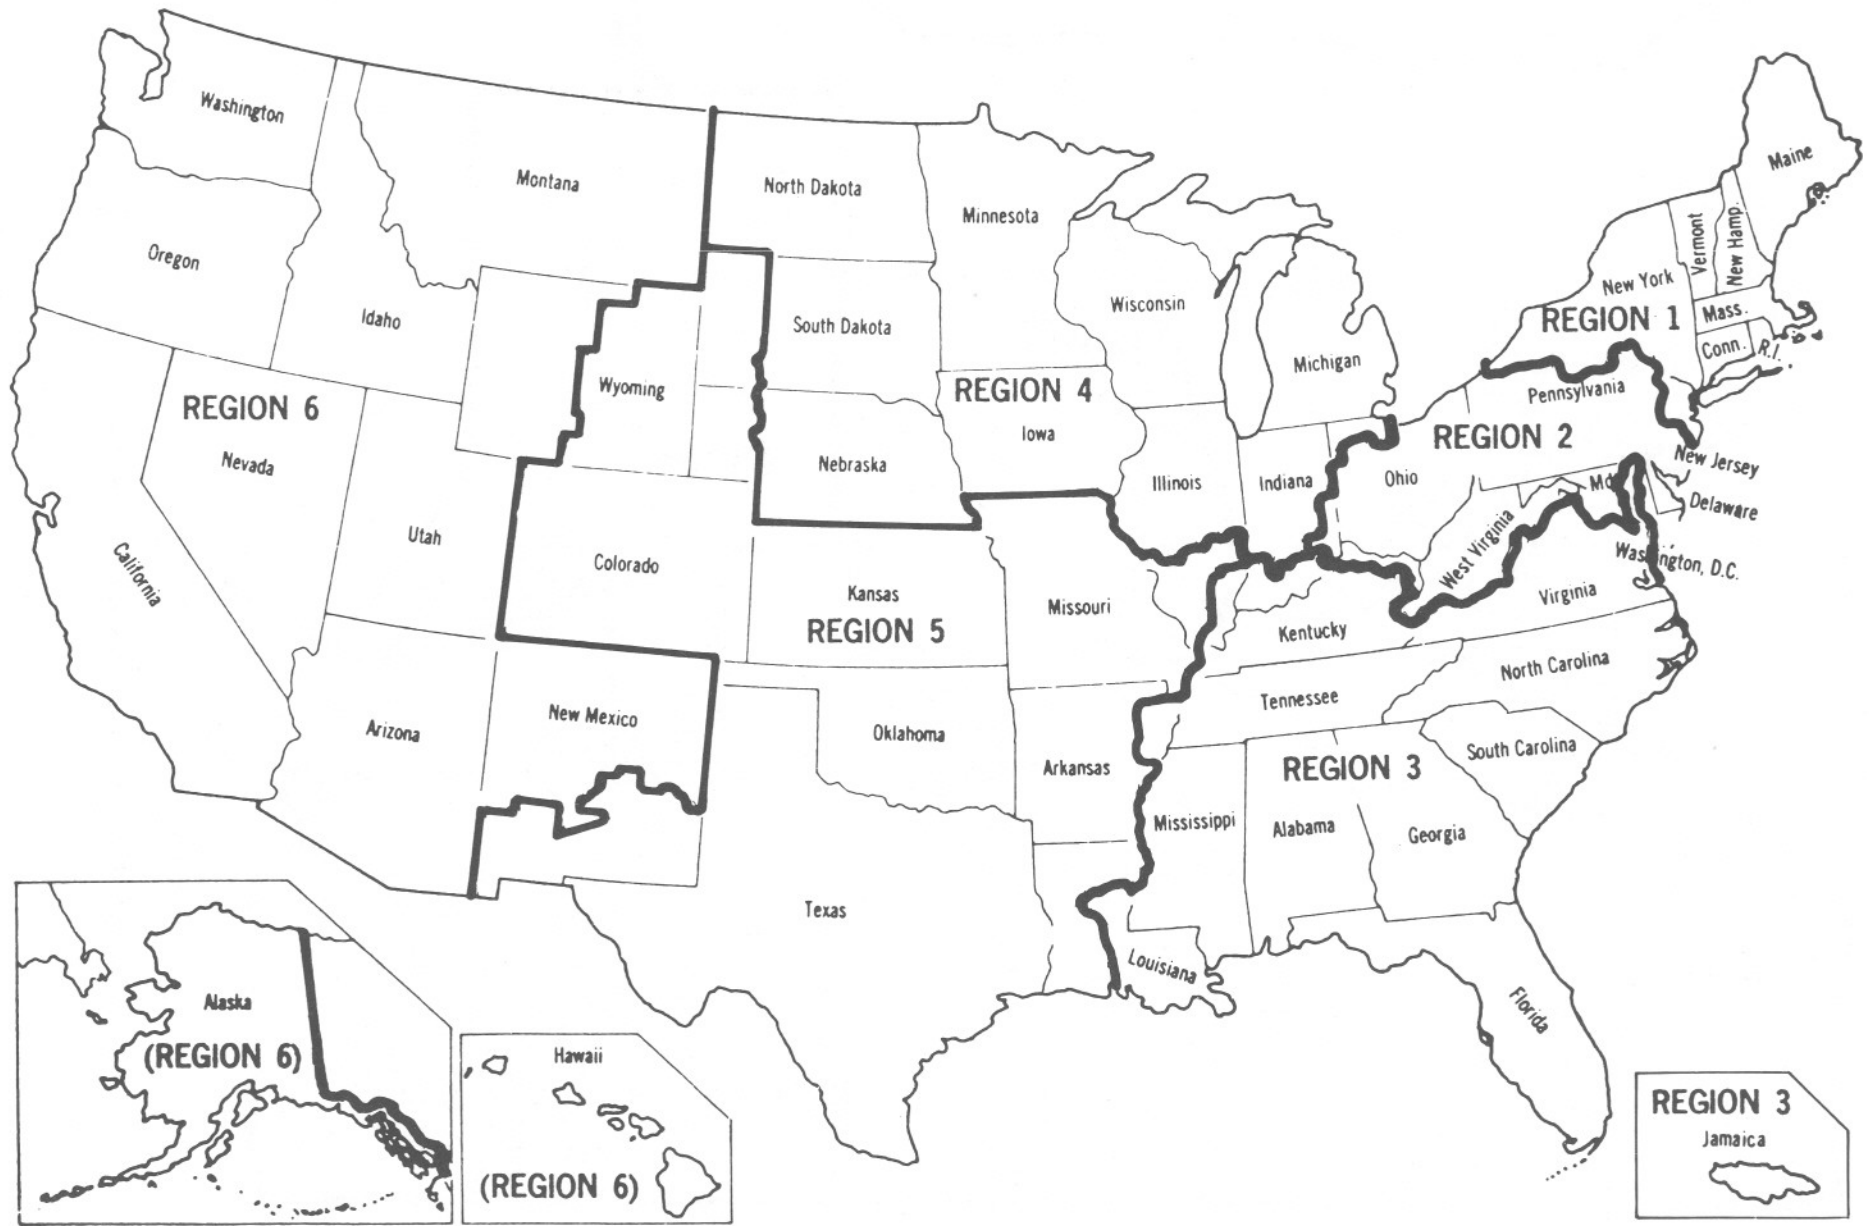 Washington
Montana
North Dakota
Minnesota
Maine
Oregon
Idaho
Wyoming
South Dakota
Wisconsin
Michigan
New York
REGION 1
Vermont
New Hamp.
Mass.
Conn.
R.I.
REGION 6
Nevada
REGION 4
Iowa
Nebraska
Illinois
Indiana
REGION 2
Ohio
Pennsylvania
New Jersey
Md
Delaware
Washington, D.C.
West Virginia
Virginia
California
Utah
Colorado
Kansas
REGION 5
Missouri
Kentucky
North Carolina
Tennessee
South Carolina
Arizona
New Mexico
Oklahoma
Arkansas
REGION 3
Mississippi
Alabama
Georgia
Texas
Louisiana
Florida
Alaska
(REGION 6)
Hawaii
(REGION 6)
REGION 3
Jamaica